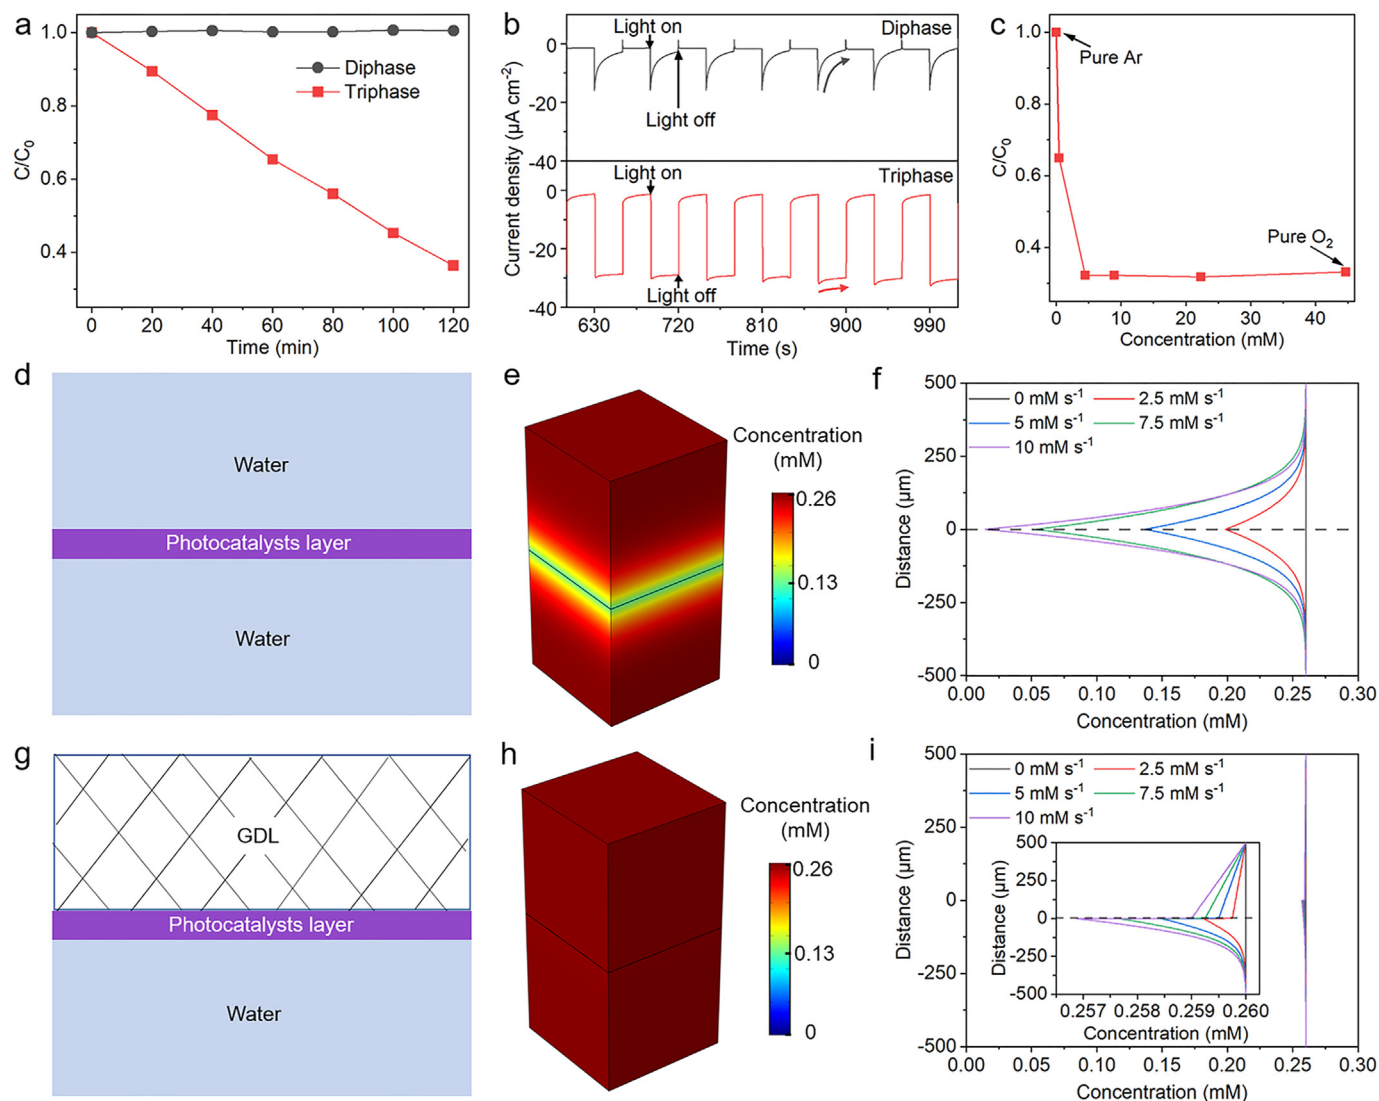 a
1.0
0.8
0.6
0.4
C/C0
Diphase
Triphase
0 20 40 60 80 100 120
Time (min)
b
Light on
Diphase
0
-20
Light off
-40
Light on
Triphase
0
-20
Light off
-40
Current density (μA cm⁻²)
630 720 810 900 990
Time (s)
c
1.0
0.8
0.6
0.4
C/C0
Pure Ar
Pure O2
0 10 20 30 40
Concentration (mM)
d
Water
Photocatalysts layer
Water
e
Concentration
(mM)
0.26
0.13
0
f
500
250
0
-250
-500
Distance (μm)
0 mM s⁻¹ 2.5 mM s⁻¹
5 mM s⁻¹ 7.5 mM s⁻¹
10 mM s⁻¹
0.00 0.05 0.10 0.15 0.20 0.25 0.30
Concentration (mM)
g
GDL
Photocatalysts layer
Water
h
Concentration
(mM)
0.26
0.13
0
i
500
250
0
-250
-500
Distance (μm)
0 mM s⁻¹ 2.5 mM s⁻¹
5 mM s⁻¹ 7.5 mM s⁻¹
10 mM s⁻¹
500
250
0
-250
-500
Distance (μm)
0.257 0.258 0.259 0.260
Concentration (mM)
0.00 0.05 0.10 0.15 0.20 0.25 0.30
Concentration (mM)